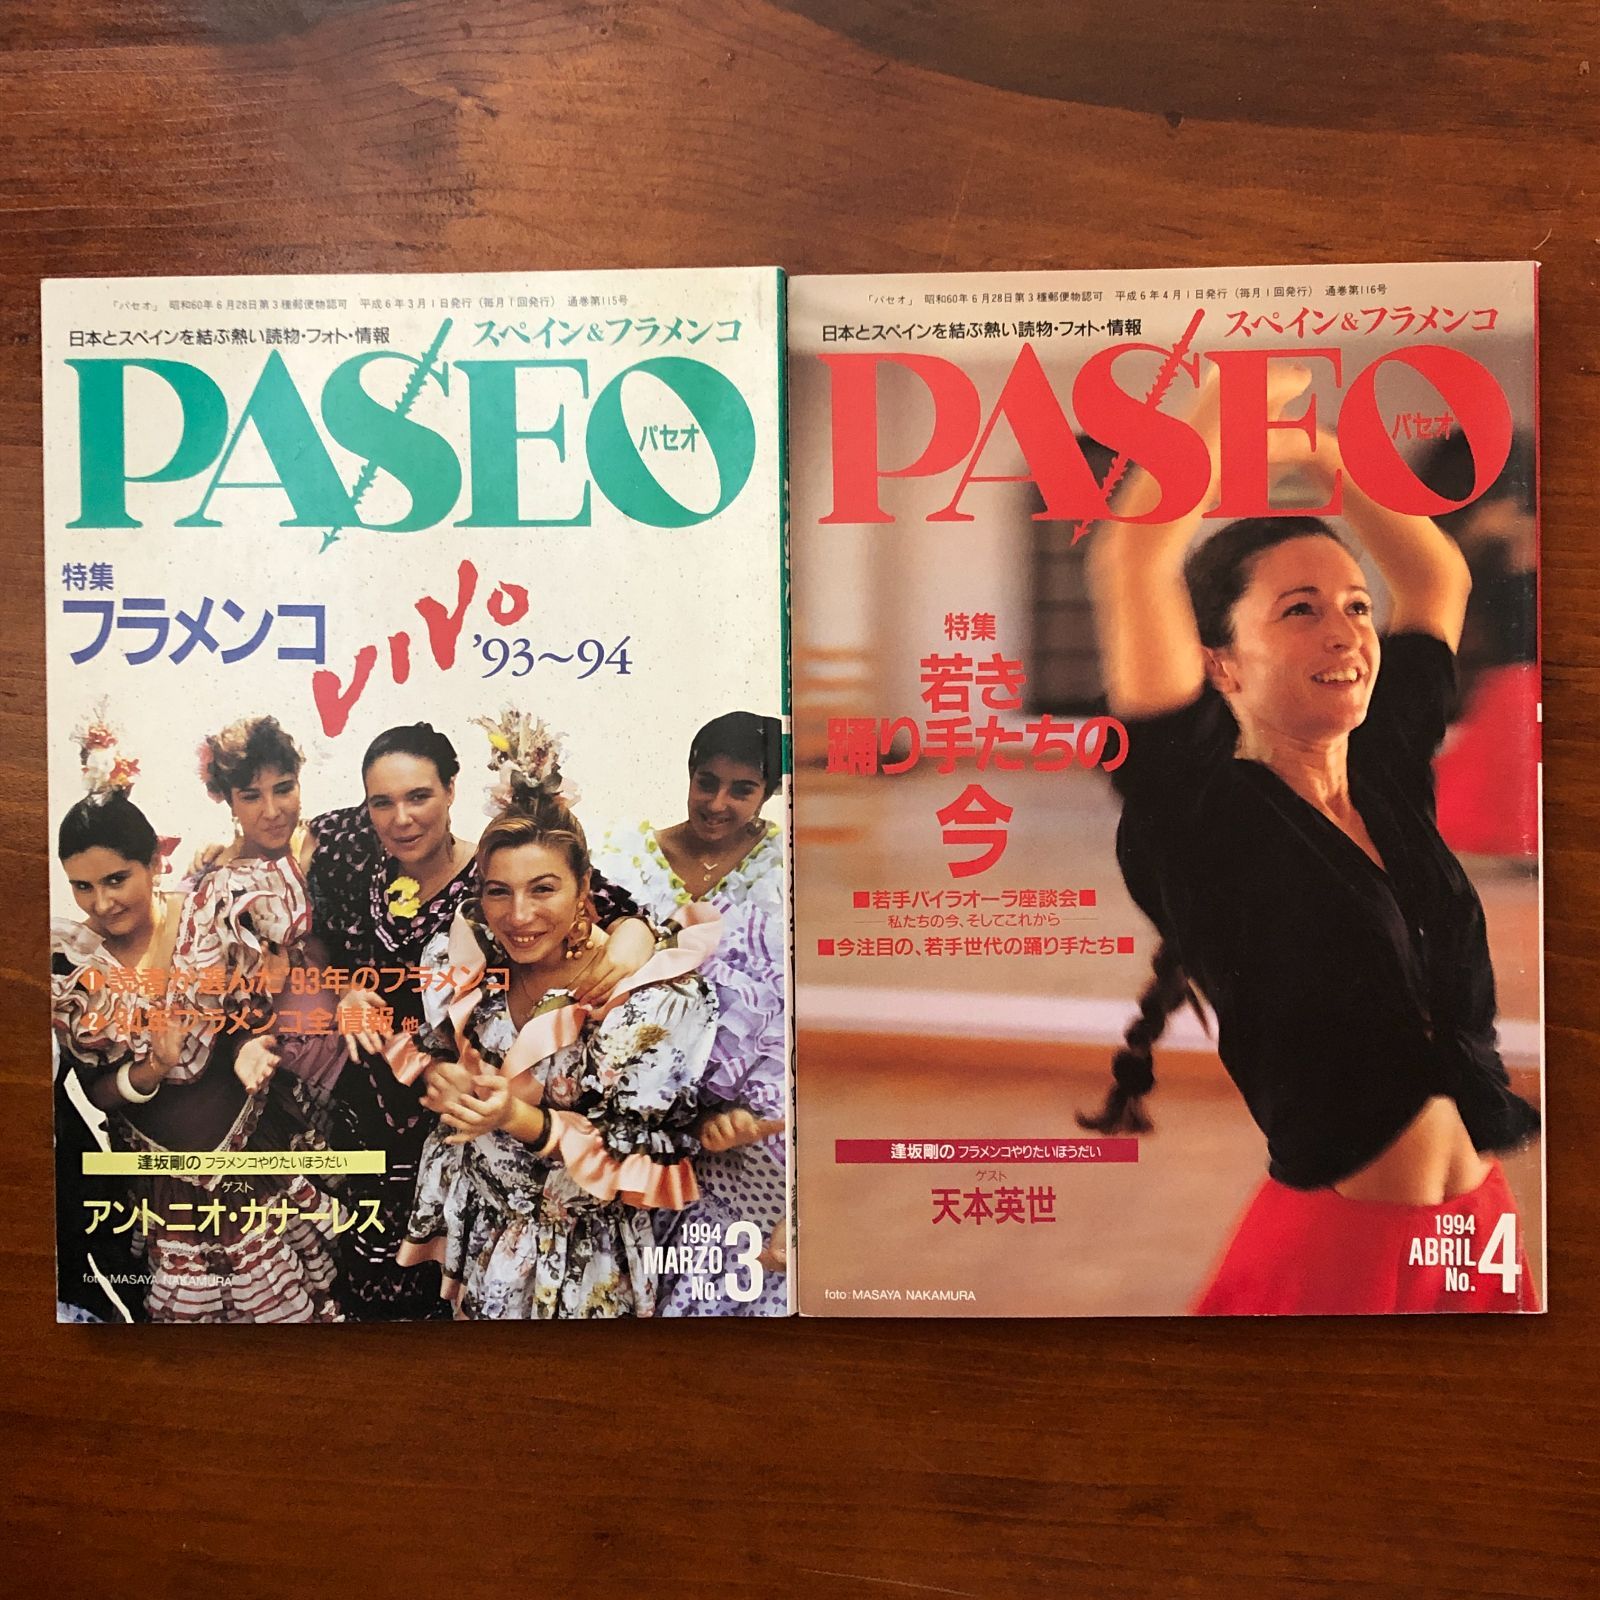 「パセオ」 昭和60年6月28日第3種郵便物認可 平成6年3月1日発行(毎月1回発行) 通巻第115号
日本とスペインを結ぶ熱い読物・フォト・情報
スペイン&フラメンコ
PASEO
パセオ
特集
フラメンコ
VIVO
'93〜94
❶読者が選んだ'93年のフラメンコ
❷'94年フラメンコ全情報 他
逢坂剛の フラメンコやりたいほうだい
ゲスト
アントニオ・カナーレス
foto:MASAYA NAKAMURA
1994
MARZO
No.3
「パセオ」 昭和60年6月28日第3種郵便物認可 平成6年4月1日発行(毎月1回発行) 通巻第116号
日本とスペインを結ぶ熱い読物・フォト・情報
スペイン&フラメンコ
PASEO
パセオ
特集
若き
踊り手たちの
今
■若手バイラオーラ座談会■
私たちの今、そしてこれから
■今注目の、若手世代の踊り手たち■
逢坂剛の フラメンコやりたいほうだい
ゲスト
天本英世
foto:MASAYA NAKAMURA
1994
ABRIL
No.4